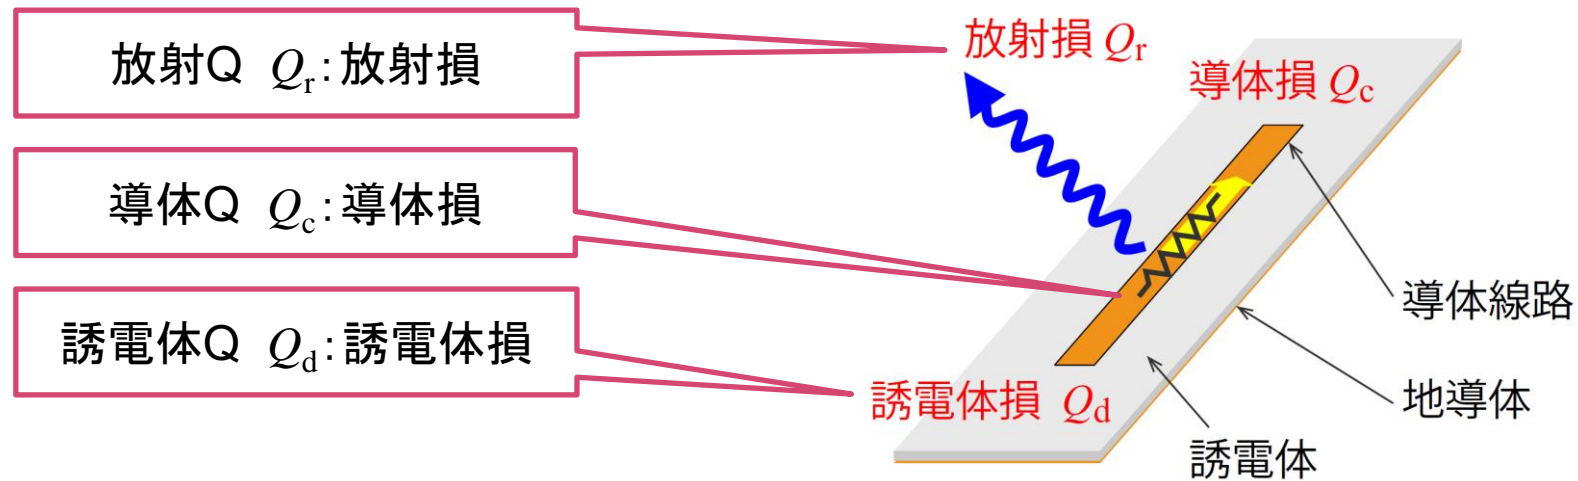 放射Q Qr:放射損
導体Q Qc:導体損
誘電体Q Qd:誘電体損
放射損 Qr
導体損 Qc
誘電体損 Qd
導体線路
地導体
誘電体